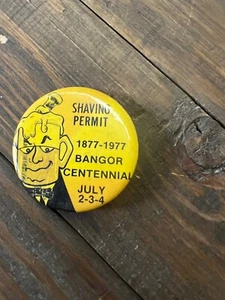 SHAVING
PERMIT
1877-1977
BANGOR
CENTENNIAL
JULY
2-3-4